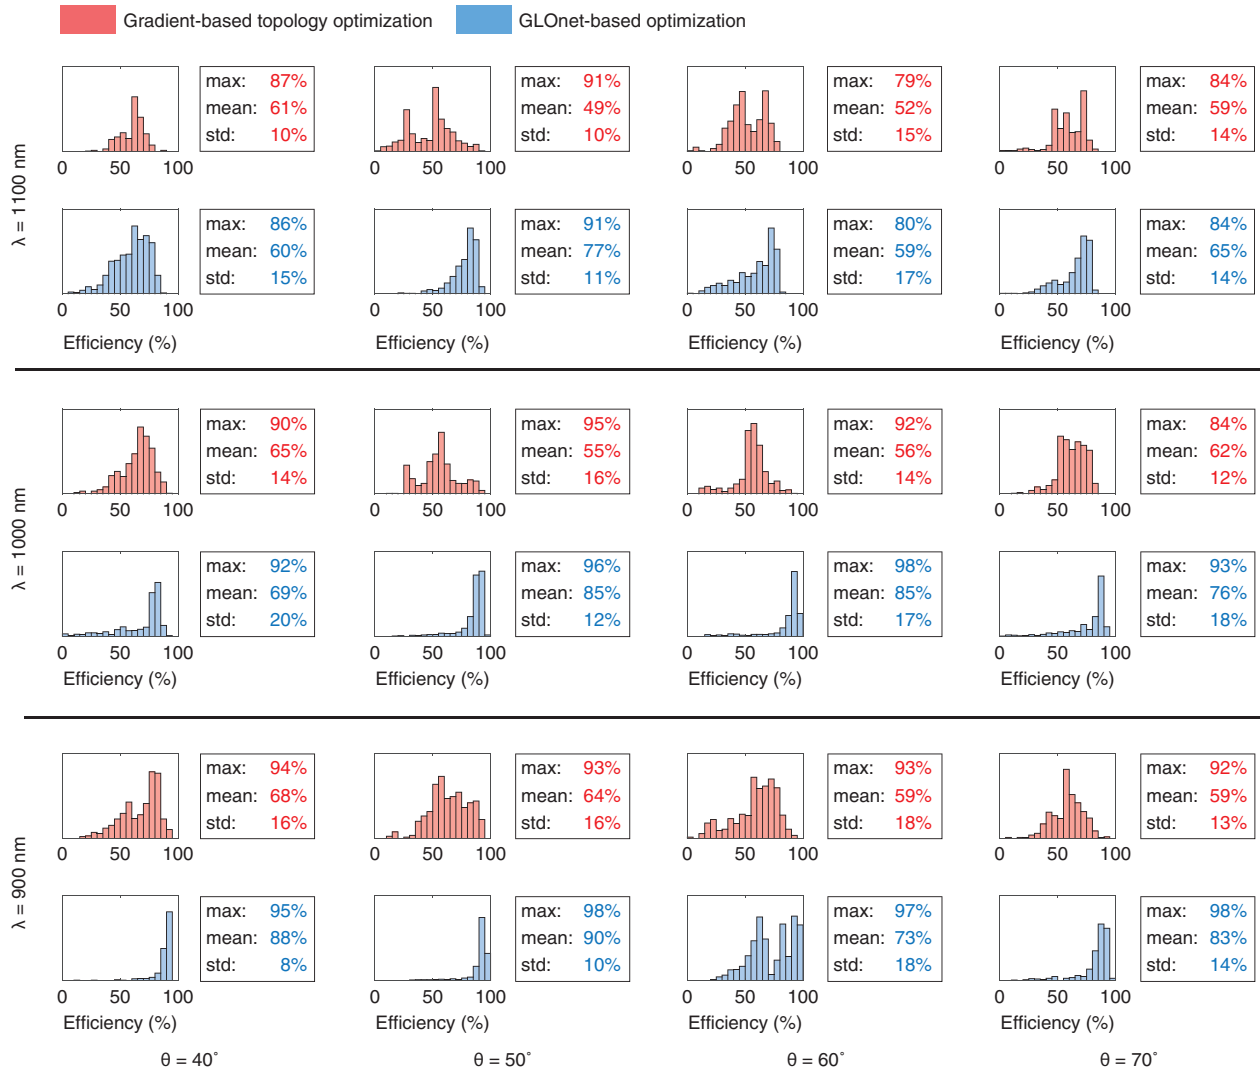 Gradient-based topology optimization GLOnet-based optimization
λ = 1100 nm
max: 87% max: 91% max: 79% max: 84%
mean: 61% mean: 49% mean: 52% mean: 59%
std: 10% std: 10% std: 15% std: 14%
0 50 100 0 50 100 0 50 100 0 50 100
max: 86% max: 91% max: 80% max: 84%
mean: 60% mean: 77% mean: 59% mean: 65%
std: 15% std: 11% std: 17% std: 14%
0 50 100 0 50 100 0 50 100 0 50 100
Efficiency (%) Efficiency (%) Efficiency (%) Efficiency (%)
λ = 1000 nm
max: 90% max: 95% max: 92% max: 84%
mean: 65% mean: 55% mean: 56% mean: 62%
std: 14% std: 16% std: 14% std: 12%
0 50 100 0 50 100 0 50 100 0 50 100
max: 92% max: 96% max: 98% max: 93%
mean: 69% mean: 85% mean: 85% mean: 76%
std: 20% std: 12% std: 17% std: 18%
0 50 100 0 50 100 0 50 100 0 50 100
Efficiency (%) Efficiency (%) Efficiency (%) Efficiency (%)
λ = 900 nm
max: 94% max: 93% max: 93% max: 92%
mean: 68% mean: 64% mean: 59% mean: 59%
std: 16% std: 16% std: 18% std: 13%
0 50 100 0 50 100 0 50 100 0 50 100
max: 95% max: 98% max: 97% max: 98%
mean: 88% mean: 90% mean: 73% mean: 83%
std: 8% std: 10% std: 18% std: 14%
0 50 100 0 50 100 0 50 100 0 50 100
Efficiency (%) Efficiency (%) Efficiency (%) Efficiency (%)
θ = 40° θ = 50° θ = 60° θ = 70°